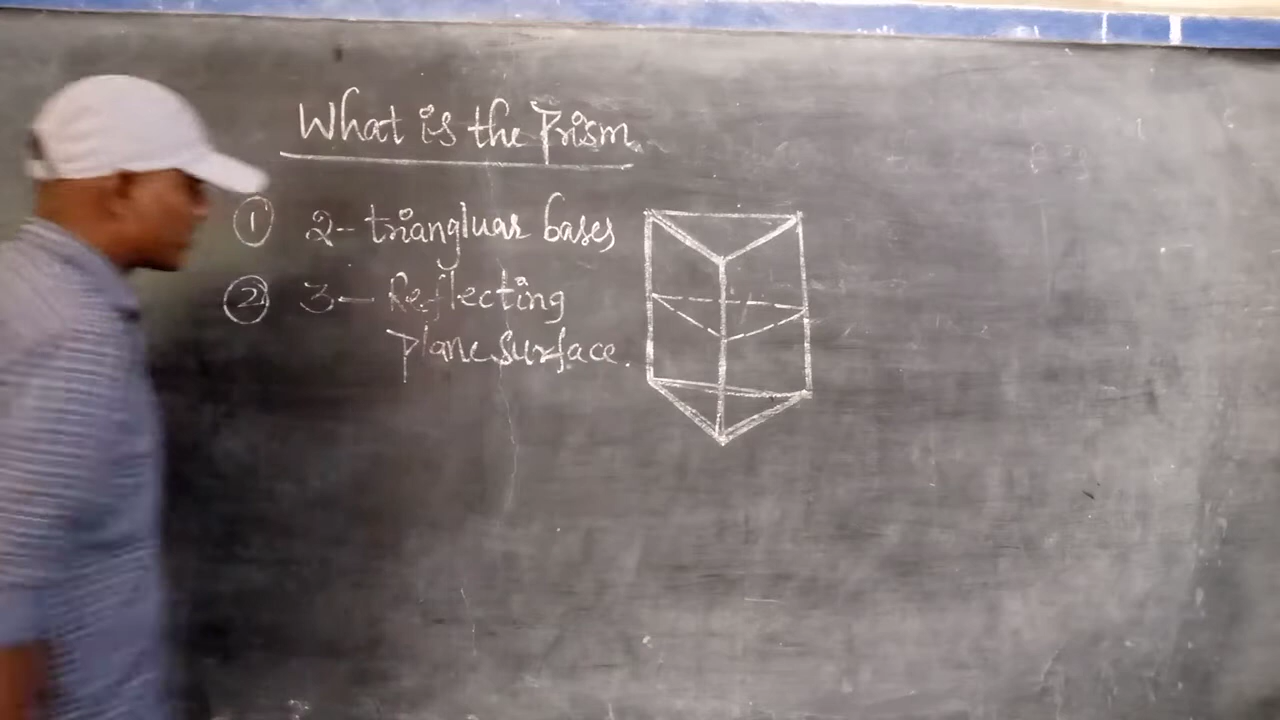 What is the Prism.
① 2- triangluar bases
② 3- Reflecting
plane surface.